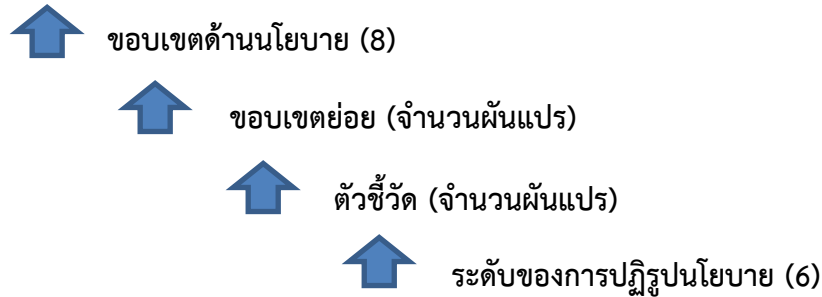 ขอบเขตด้านนโยบาย (8)
ขอบเขตย่อย (จำนวนผันแปร)
ตัวชี้วัด (จำนวนผันแปร)
ระดับของการปฏิรูปนโยบาย (6)